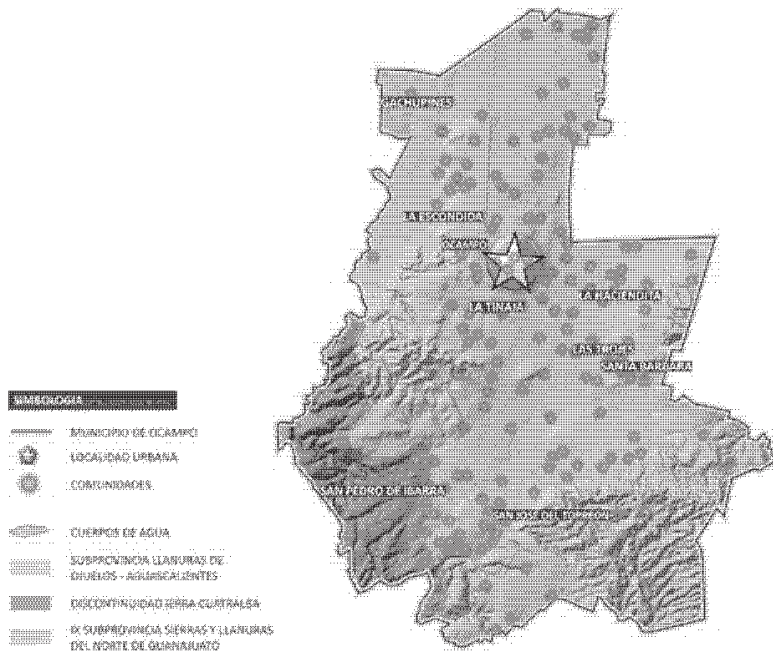 GACHUPINES
LA ESCONDIDA
OCAMPO
LA TINAJA
LA HACIENDITA
LAS TROJES
SANTA BARBARA
SAN PEDRO DE IBARRA
SAN JOSE DEL TORREON
SIMBOLOGIA
MUNICIPIO DE OCAMPO
LOCALIDAD URBANA
COMUNIDADES
CUERPOS DE AGUA
SUBPROVINCIA LLANURAS DE
OJUELOS - AGUASCALIENTES
DISCONTINUIDAD SIERRA CUATRALBA
IX SUBPROVINCIA SIERRAS Y LLANURAS
DEL NORTE DE GUANAJUATO